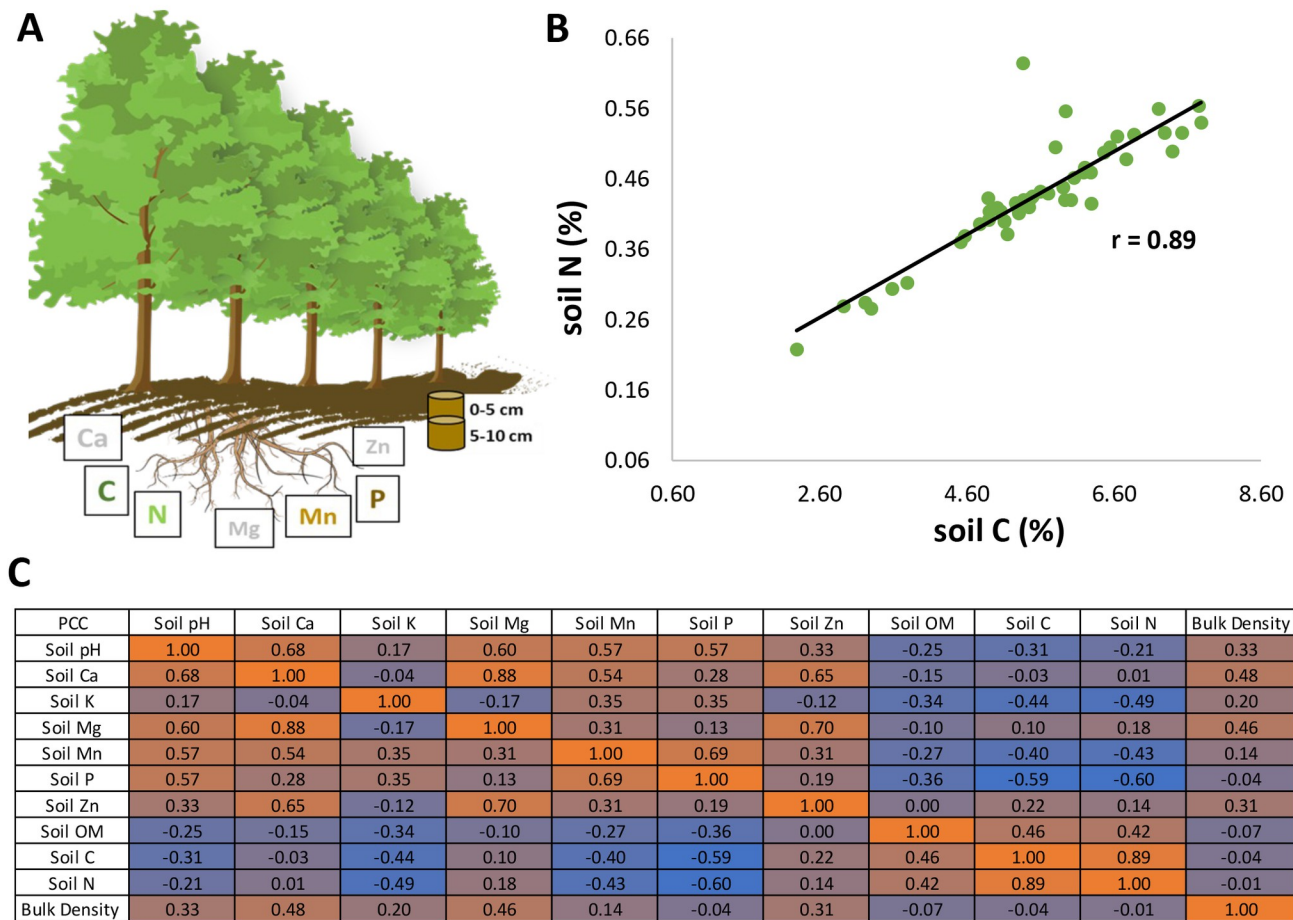 A
0-5 cm
5-10 cm
Ca
Zn
C
P
N
Mn
Mg
B
0.66
0.56
0.46
0.36
0.26
0.16
0.06
soil N (%)
r = 0.89
0.60 2.60 4.60 6.60 8.60
soil C (%)
C
PCC Soil pH Soil Ca Soil K Soil Mg Soil Mn Soil P Soil Zn Soil OM Soil C Soil N Bulk Density
Soil pH 1.00 0.68 0.17 0.60 0.57 0.57 0.33 -0.25 -0.31 -0.21 0.33
Soil Ca 0.68 1.00 -0.04 0.88 0.54 0.28 0.65 -0.15 -0.03 0.01 0.48
Soil K 0.17 -0.04 1.00 -0.17 0.35 0.35 -0.12 -0.34 -0.44 -0.49 0.20
Soil Mg 0.60 0.88 -0.17 1.00 0.31 0.13 0.70 -0.10 0.10 0.18 0.46
Soil Mn 0.57 0.54 0.35 0.31 1.00 0.69 0.31 -0.27 -0.40 -0.43 0.14
Soil P 0.57 0.28 0.35 0.13 0.69 1.00 0.19 -0.36 -0.59 -0.60 -0.04
Soil Zn 0.33 0.65 -0.12 0.70 0.31 0.19 1.00 0.00 0.22 0.14 0.31
Soil OM -0.25 -0.15 -0.34 -0.10 -0.27 -0.36 0.00 1.00 0.46 0.42 -0.07
Soil C -0.31 -0.03 -0.44 0.10 -0.40 -0.59 0.22 0.46 1.00 0.89 -0.04
Soil N -0.21 0.01 -0.49 0.18 -0.43 -0.60 0.14 0.42 0.89 1.00 -0.01
Bulk Density 0.33 0.48 0.20 0.46 0.14 -0.04 0.31 -0.07 -0.04 -0.01 1.00